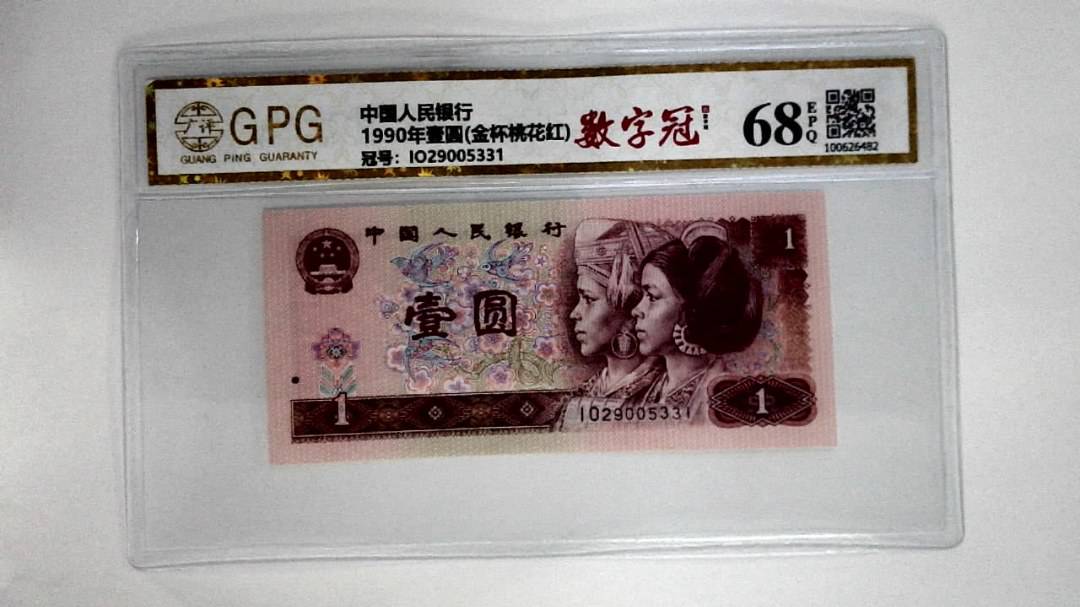 GPG
GUANG PING GUARANTY
中国人民银行
1990年壹圆(金杯桃花红)
冠号：IO29005331
数字冠
68
EPQ
100626482
中国人民银行
1
壹圆
1
IO29005331
1